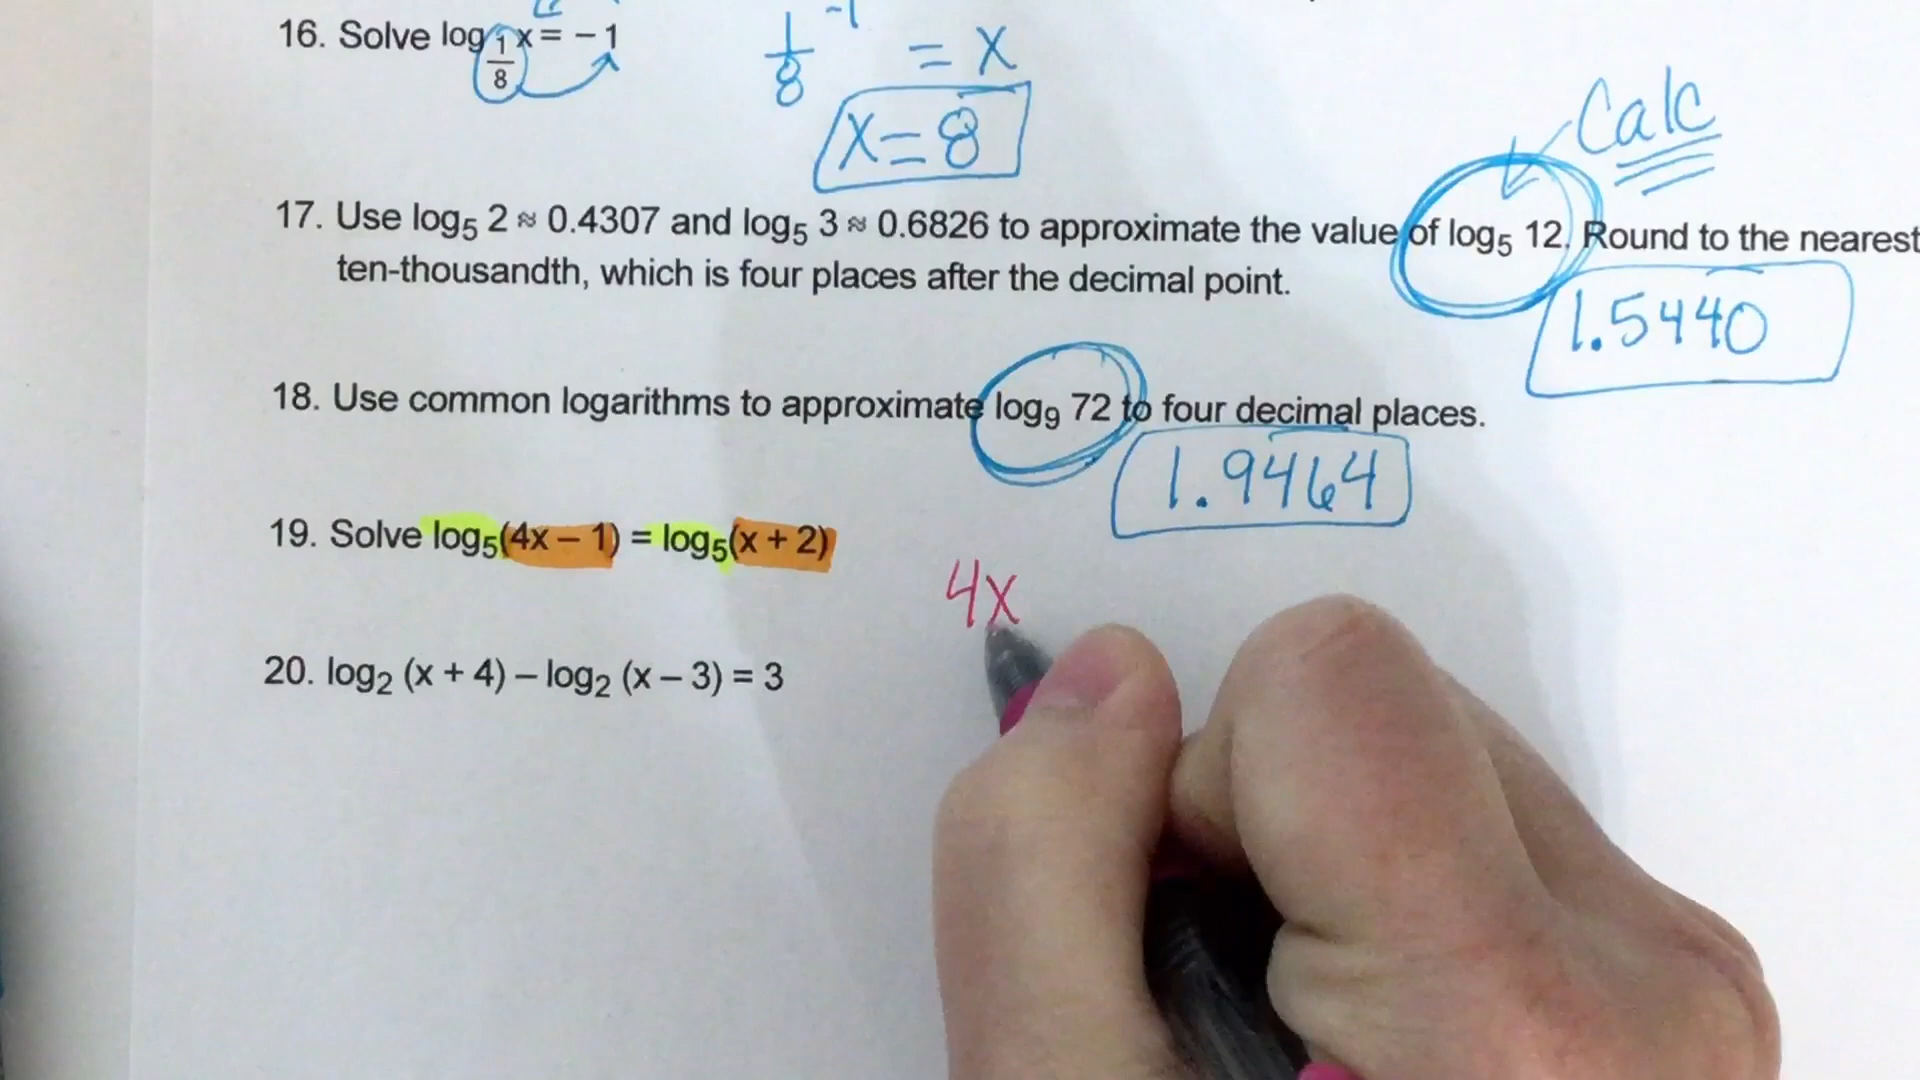 16. Solve log 1/8 x = – 1
1/8 -1 = x
x = 8
Calc
17. Use log5 2 ≈ 0.4307 and log5 3 ≈ 0.6826 to approximate the value of log5 12. Round to the nearest
ten-thousandth, which is four places after the decimal point.
1.5440
18. Use common logarithms to approximate log9 72 to four decimal places.
1.9464
19. Solve log5(4x – 1) = log5(x + 2)
4x
20. log2 (x + 4) – log2 (x – 3) = 3